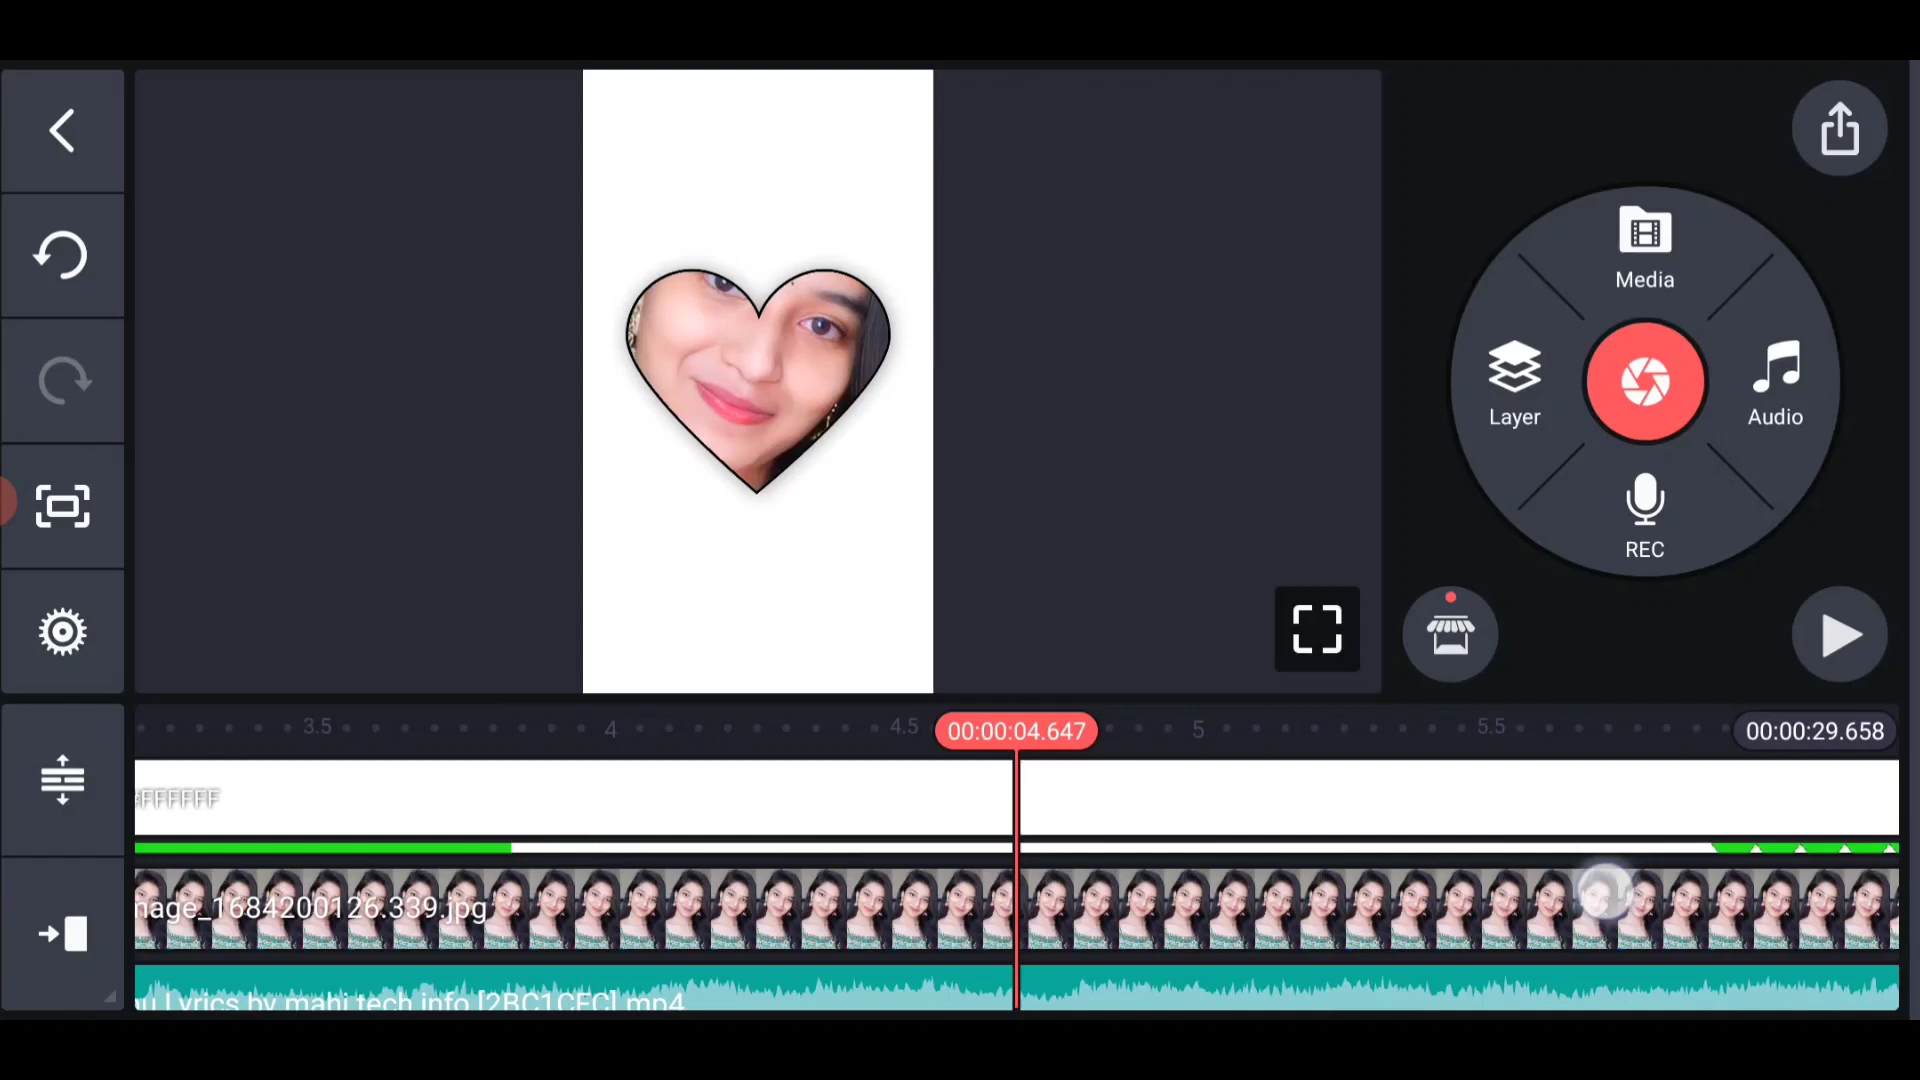 Media
Layer
Audio
REC
3.5
4
4.5
00:00:04.647
5
5.5
00:00:29.658
#FFFFFF
mage_1684200126.339.jpg
Lyrics by mahi tech info [2BC1CFC].mp4